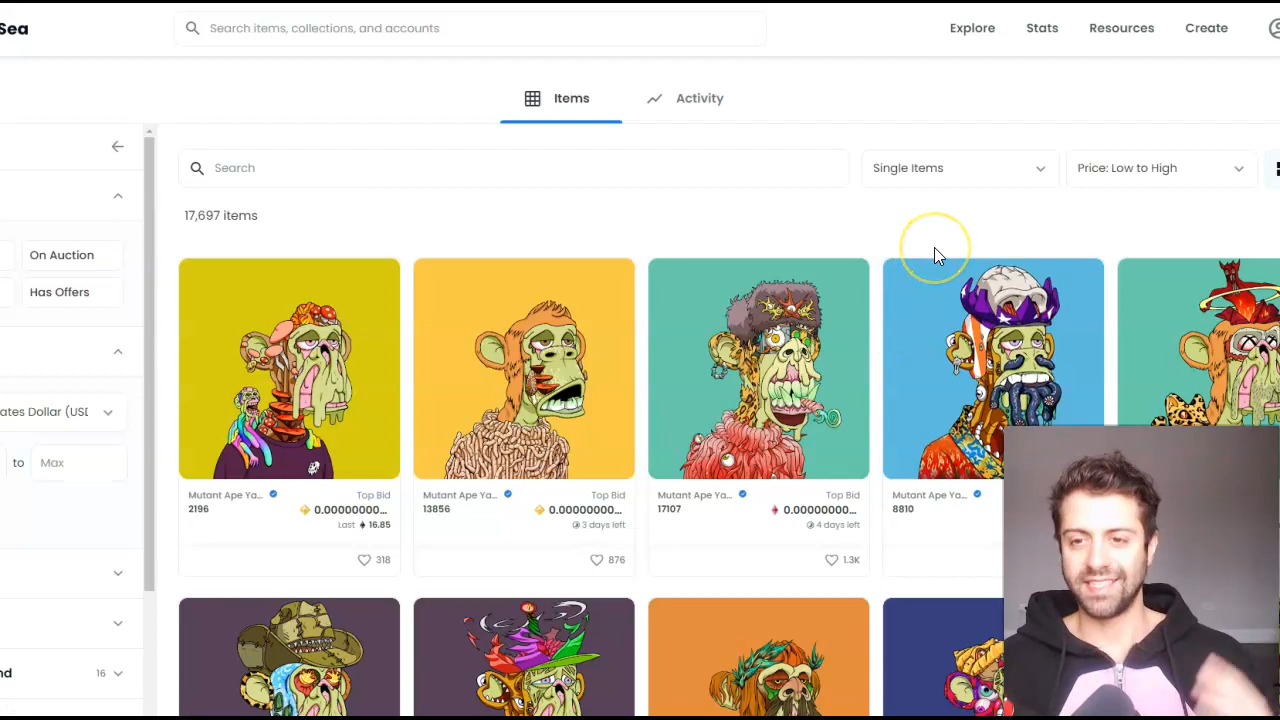 Sea
Search items, collections, and accounts
Explore
Stats
Resources
Create
Items
Activity
Search
Single Items
Price: Low to High
17,697 items
On Auction
Has Offers
ates Dollar (USD
to
Max
nd
16
Mutant Ape Ya...
Top Bid
2196
0.00000000...
Last 16.85
318
Mutant Ape Ya...
Top Bid
13856
0.00000000...
3 days left
876
Mutant Ape Ya...
Top Bid
17107
0.00000000...
4 days left
1.3K
Mutant Ape Ya...
8810